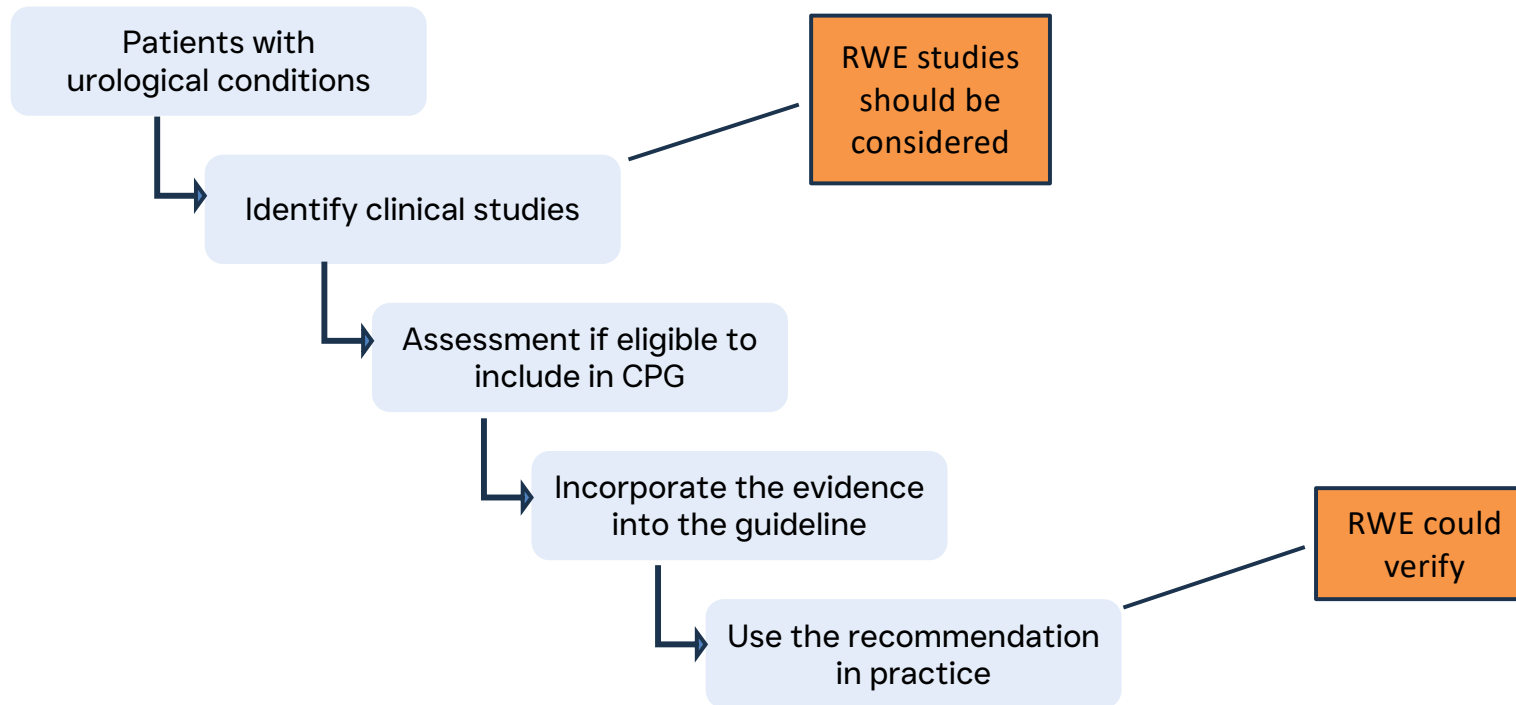 Patients with
urological conditions
RWE studies
should be
considered
Identify clinical studies
Assessment if eligible to
include in CPG
Incorporate the evidence
into the guideline
RWE could
verify
Use the recommendation
in practice